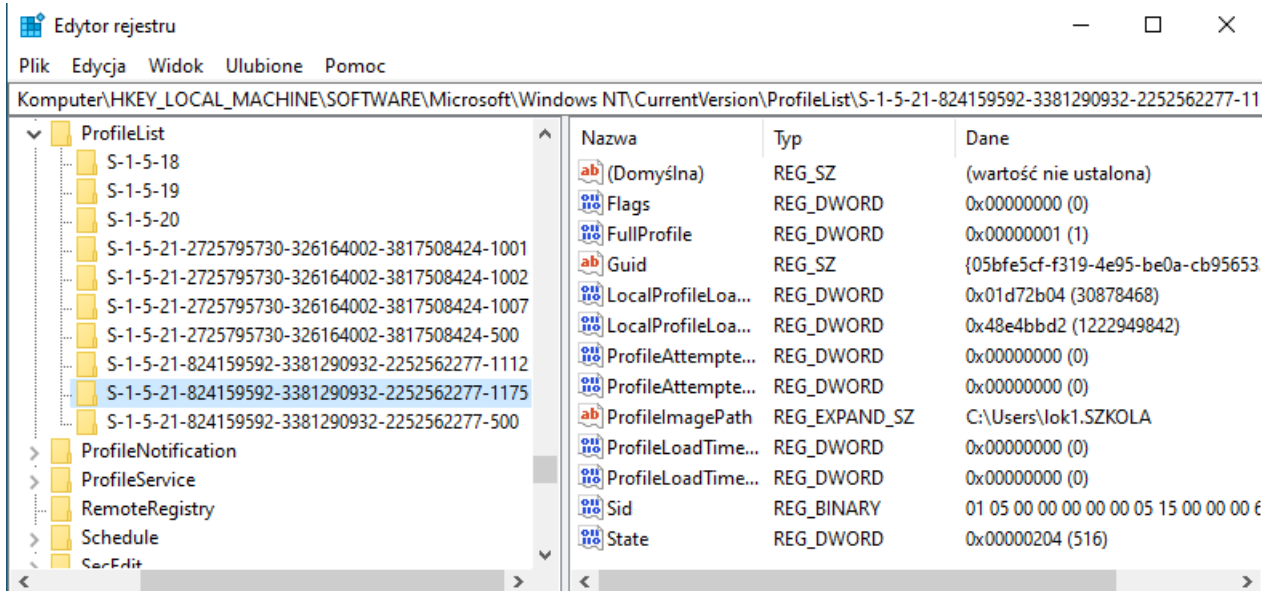 Edytor rejestru
Plik Edycja Widok Ulubione Pomoc
Komputer\HKEY_LOCAL_MACHINE\SOFTWARE\Microsoft\Windows NT\CurrentVersion\ProfileList\S-1-5-21-824159592-3381290932-2252562277-11
ProfileList
S-1-5-18
S-1-5-19
S-1-5-20
S-1-5-21-2725795730-326164002-3817508424-1001
S-1-5-21-2725795730-326164002-3817508424-1002
S-1-5-21-2725795730-326164002-3817508424-1007
S-1-5-21-2725795730-326164002-3817508424-500
S-1-5-21-824159592-3381290932-2252562277-1112
S-1-5-21-824159592-3381290932-2252562277-1175
S-1-5-21-824159592-3381290932-2252562277-500
ProfileNotification
ProfileService
RemoteRegistry
Schedule
SecEdit
Nazwa Typ Dane
(Domyślna) REG_SZ (wartość nie ustalona)
Flags REG_DWORD 0x00000000 (0)
FullProfile REG_DWORD 0x00000001 (1)
Guid REG_SZ {05bfe5cf-f319-4e95-be0a-cb95653
LocalProfileLoa... REG_DWORD 0x01d72b04 (30878468)
LocalProfileLoa... REG_DWORD 0x48e4bbd2 (1222949842)
ProfileAttempte... REG_DWORD 0x00000000 (0)
ProfileAttempte... REG_DWORD 0x00000000 (0)
ProfileImagePath REG_EXPAND_SZ C:\Users\lok1.SZKOLA
ProfileLoadTime... REG_DWORD 0x00000000 (0)
ProfileLoadTime... REG_DWORD 0x00000000 (0)
Sid REG_BINARY 01 05 00 00 00 00 00 05 15 00 00 00 6
State REG_DWORD 0x00000204 (516)